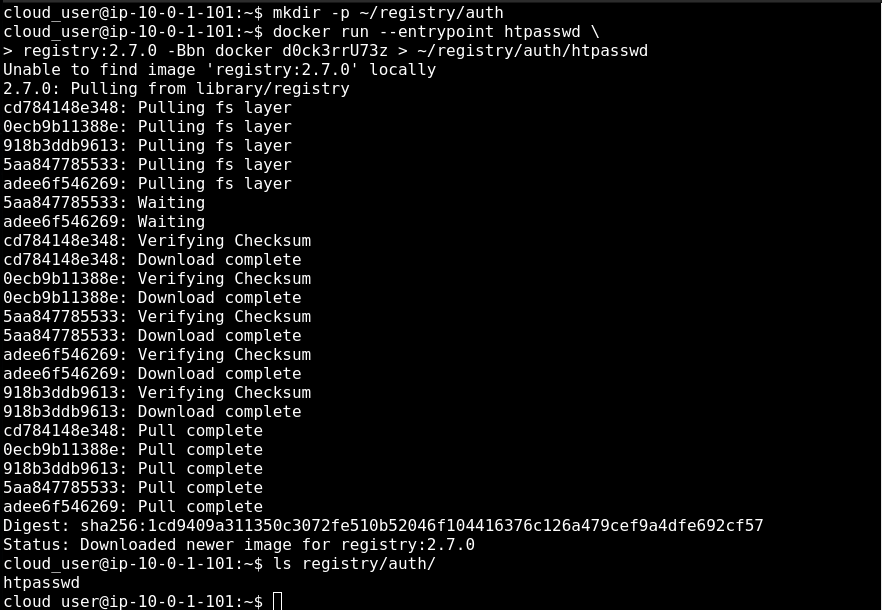 cloud_user@ip-10-0-1-101:~$ mkdir -p ~/registry/auth
cloud_user@ip-10-0-1-101:~$ docker run --entrypoint htpasswd \
> registry:2.7.0 -Bbn docker d0ck3rrU73z > ~/registry/auth/htpasswd
Unable to find image 'registry:2.7.0' locally
2.7.0: Pulling from library/registry
cd784148e348: Pulling fs layer
0ecb9b11388e: Pulling fs layer
918b3ddb9613: Pulling fs layer
5aa847785533: Pulling fs layer
adee6f546269: Pulling fs layer
5aa847785533: Waiting
adee6f546269: Waiting
cd784148e348: Verifying Checksum
cd784148e348: Download complete
0ecb9b11388e: Verifying Checksum
0ecb9b11388e: Download complete
5aa847785533: Verifying Checksum
5aa847785533: Download complete
adee6f546269: Verifying Checksum
adee6f546269: Download complete
918b3ddb9613: Verifying Checksum
918b3ddb9613: Download complete
cd784148e348: Pull complete
0ecb9b11388e: Pull complete
918b3ddb9613: Pull complete
5aa847785533: Pull complete
adee6f546269: Pull complete
Digest: sha256:1cd9409a311350c3072fe510b52046f104416376c126a479cef9a4dfe692cf57
Status: Downloaded newer image for registry:2.7.0
cloud_user@ip-10-0-1-101:~$ ls registry/auth/
htpasswd
cloud_user@ip-10-0-1-101:~$